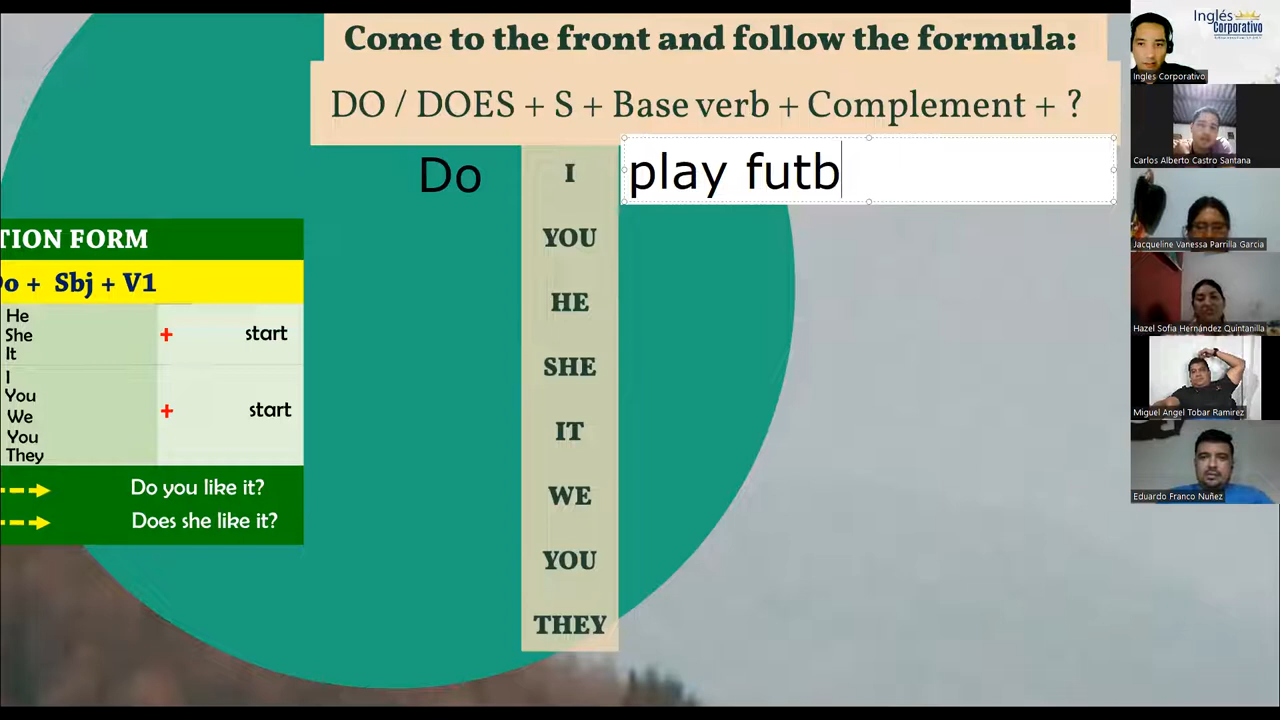 Come to the front and follow the formula:
DO / DOES + S + Base verb + Complement + ?
Do
I
play futb
YOU
HE
SHE
IT
WE
YOU
THEY
TION FORM
Do + Sbj + V1
He
She
It
+ start
I
You
We
You
They
+ start
Do you like it?
Does she like it?
Inglés
Corporativo
Ingles Corporativo
Carlos Alberto Castro Santana
Jacqueline Vanessa Parrilla Garcia
Hazel Sofia Hernández Quintanilla
Miguel Angel Tobar Ramirez
Eduardo Franco Nuñez